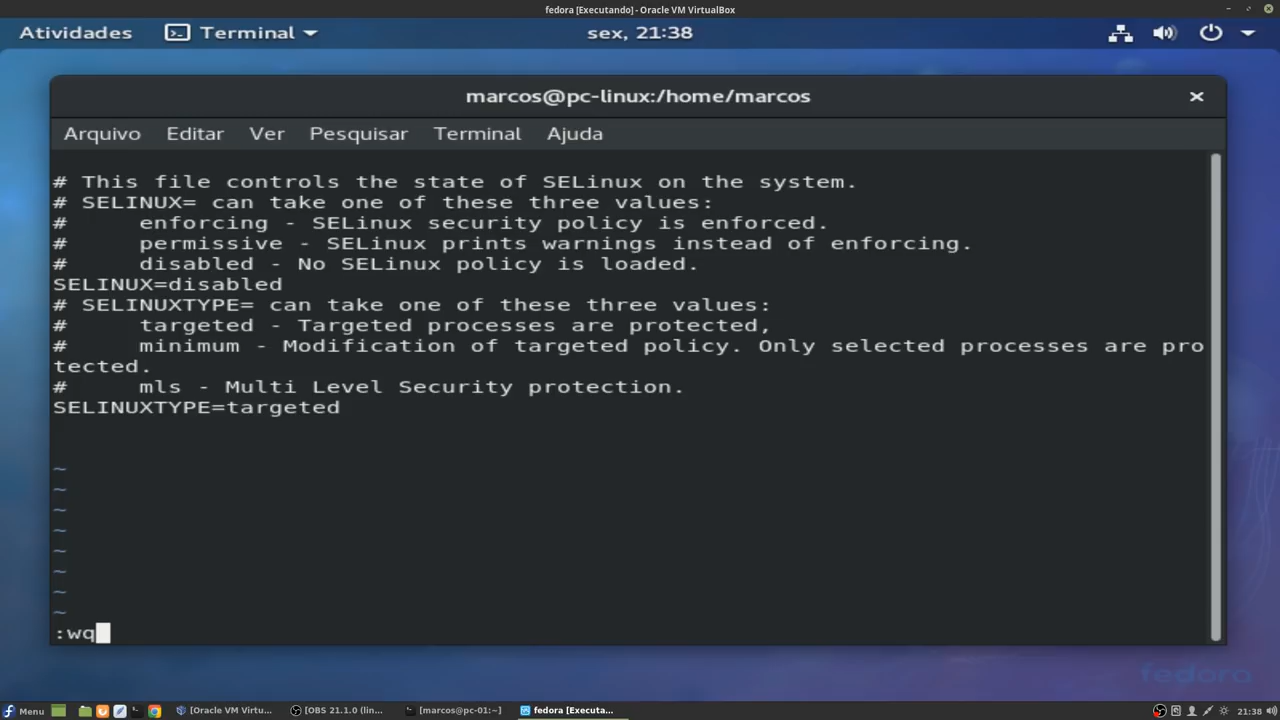 fedora [Executando] - Oracle VM VirtualBox
Atividades Terminal sex, 21:38
marcos@pc-linux:/home/marcos
Arquivo Editar Ver Pesquisar Terminal Ajuda
# This file controls the state of SELinux on the system.
# SELINUX= can take one of these three values:
# enforcing - SELinux security policy is enforced.
# permissive - SELinux prints warnings instead of enforcing.
# disabled - No SELinux policy is loaded.
SELINUX=disabled
# SELINUXTYPE= can take one of these three values:
# targeted - Targeted processes are protected,
# minimum - Modification of targeted policy. Only selected processes are pro
tected.
# mls - Multi Level Security protection.
SELINUXTYPE=targeted
~
~
~
~
~
~
~
~
:wq
fedora
Menu [Oracle VM Virtu... [OBS 21.1.0 (lin... [marcos@pc-01:~] fedora [Executa... 21:38